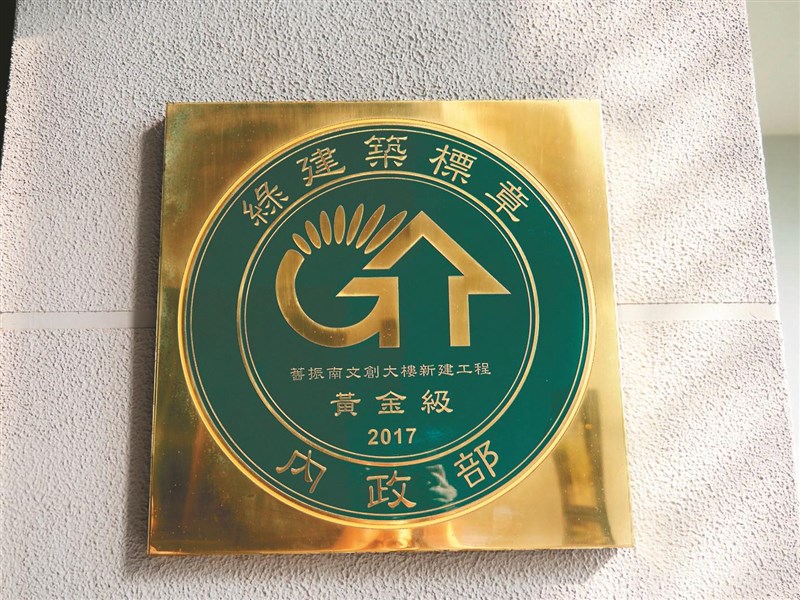 綠建築標章
舊振南文創大樓新建工程
黃金級
2017
內政部